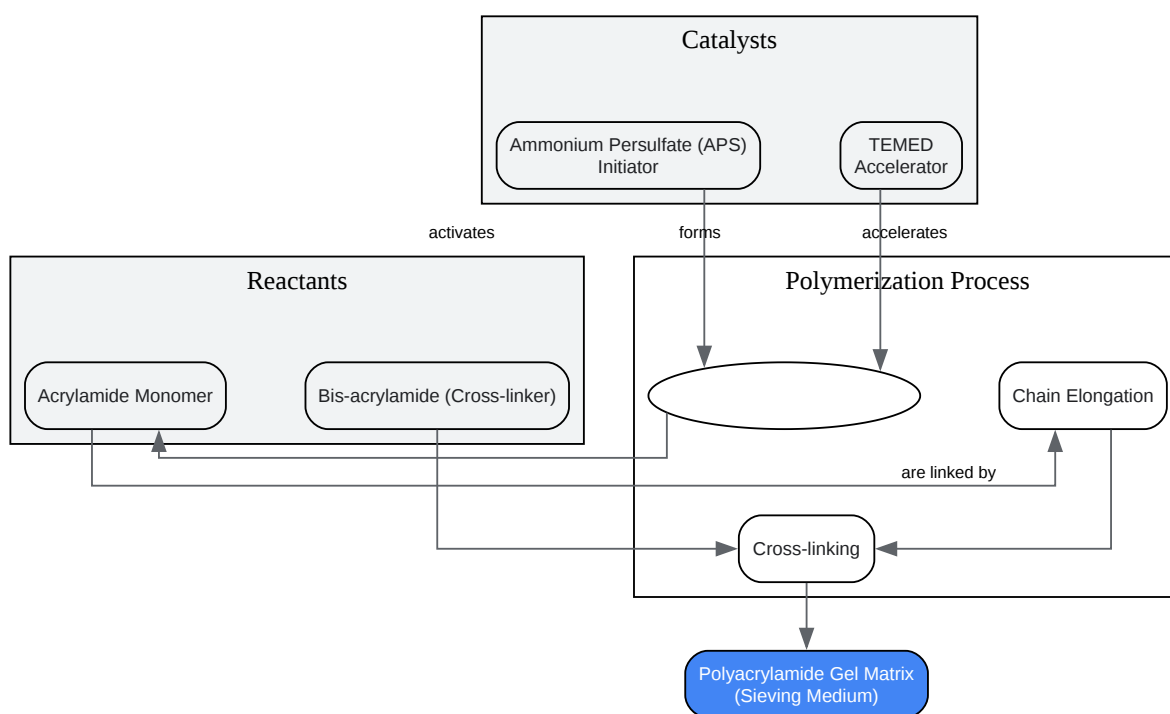 Catalysts
Ammonium Persulfate (APS)
Initiator
TEMED
Accelerator
activates
forms
accelerates
Reactants
Polymerization Process
Acrylamide Monomer
Bis-acrylamide (Cross-linker)
Chain Elongation
are linked by
Cross-linking
Polyacrylamide Gel Matrix
(Sieving Medium)